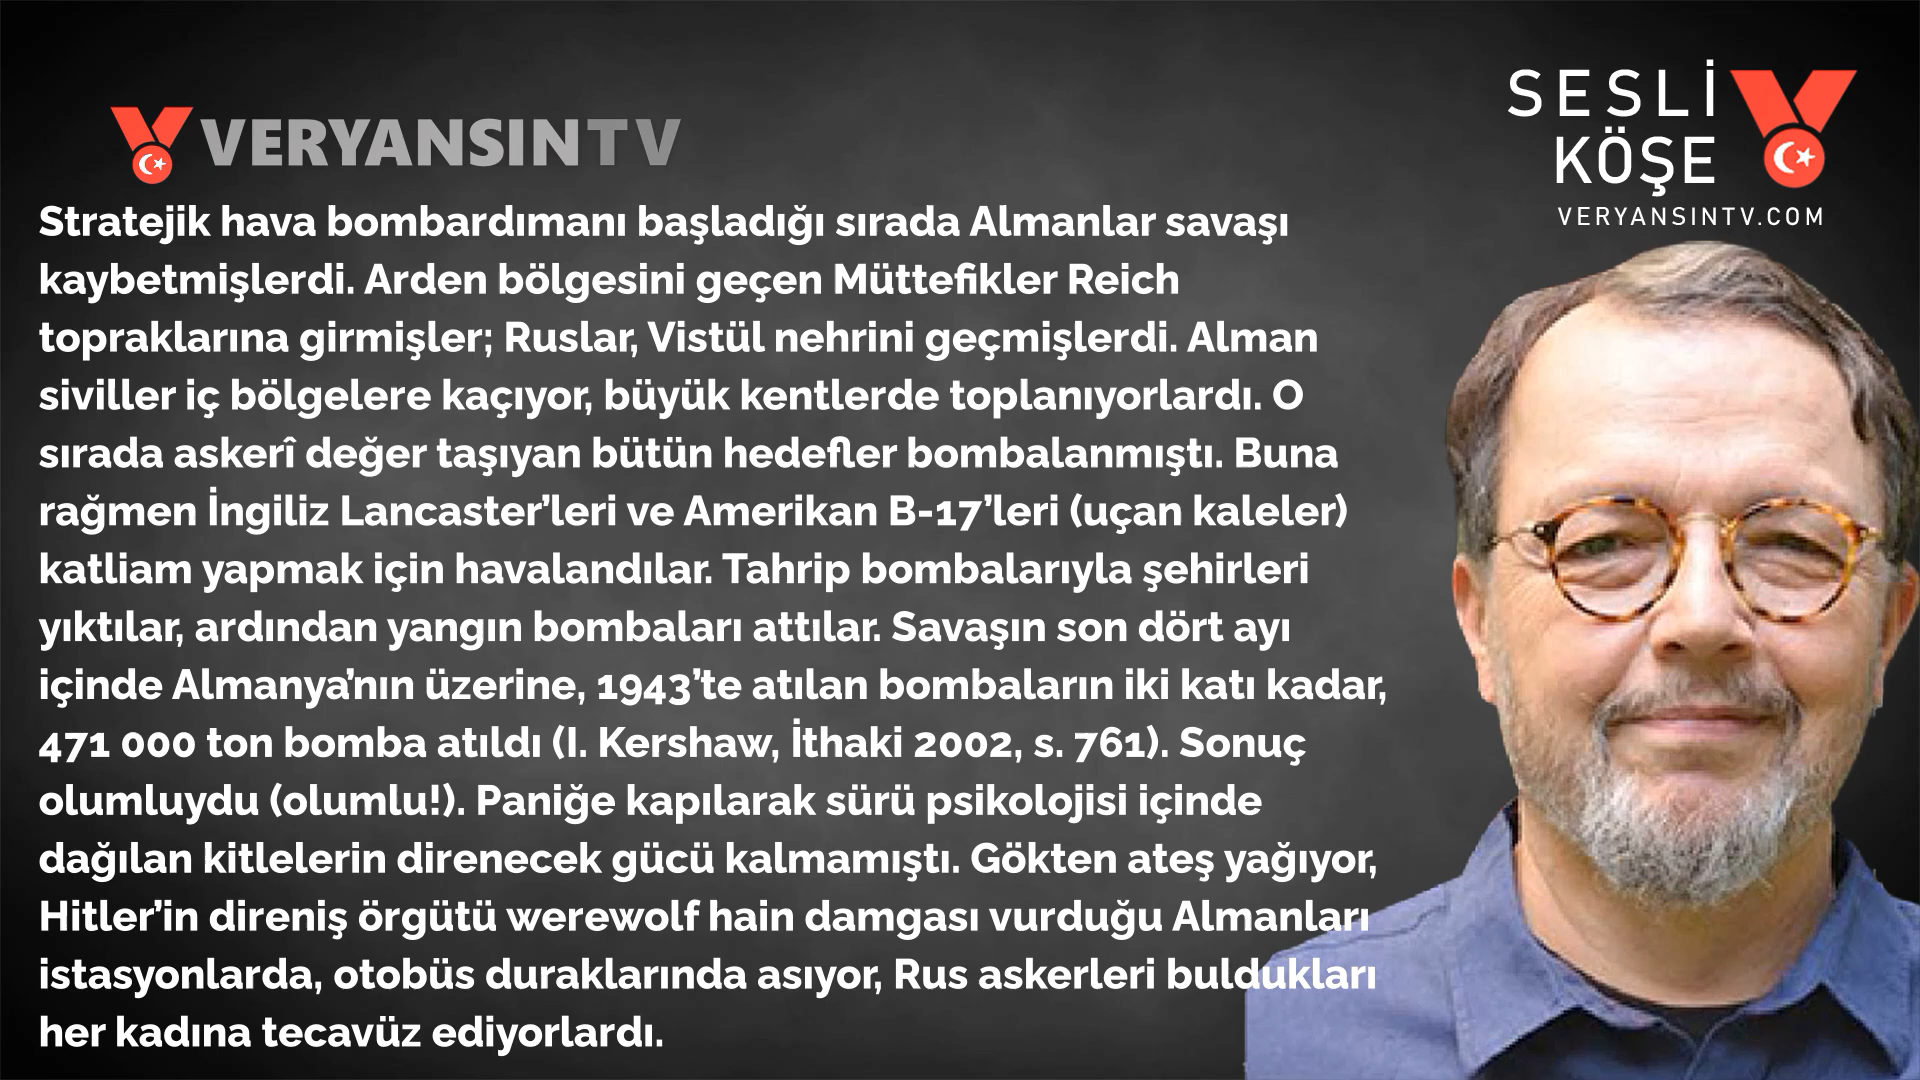 VERYANSINTV
SESLİ
KÖŞE
VERYANSINTV.COM
Stratejik hava bombardımanı başladığı sırada Almanlar savaşı
kaybetmişlerdi. Arden bölgesini geçen Müttefikler Reich
topraklarına girmişler; Ruslar, Vistül nehrini geçmişlerdi. Alman
siviller iç bölgelere kaçıyor, büyük kentlerde toplanıyorlardı. O
sırada askerî değer taşıyan bütün hedefler bombalanmıştı. Buna
rağmen İngiliz Lancaster’leri ve Amerikan B-17’leri (uçan kaleler)
katliam yapmak için havalandılar. Tahrip bombalarıyla şehirleri
yıktılar, ardından yangın bombaları attılar. Savaşın son dört ayı
içinde Almanya’nın üzerine, 1943’te atılan bombaların iki katı kadar,
471 000 ton bomba atıldı (I. Kershaw, İthaki 2002, s. 761). Sonuç
olumluydu (olumlu!). Paniğe kapılarak sürü psikolojisi içinde
dağılan kitlelerin direnecek gücü kalmamıştı. Gökten ateş yağıyor,
Hitler’in direniş örgütü werewolf hain damgası vurduğu Almanları
istasyonlarda, otobüs duraklarında asıyor, Rus askerleri buldukları
her kadına tecavüz ediyorlardı.